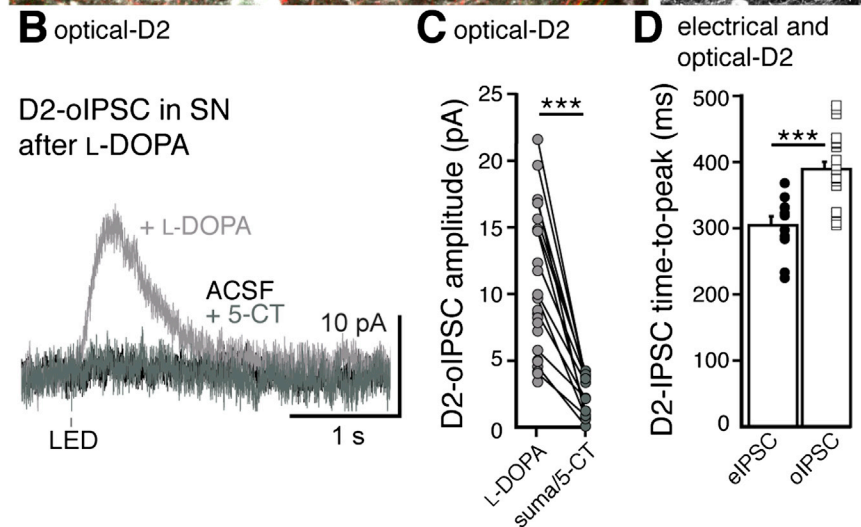 B optical-D2
D2-oIPSC in SN
after L-DOPA
+ L-DOPA
ACSF
+ 5-CT
10 pA
LED
1 s
C optical-D2
D2-oIPSC amplitude (pA)
25
20
15
10
5
0
***
L-DOPA
suma/5-CT
D electrical and
optical-D2
D2-IPSC time-to-peak (ms)
500
400
300
200
100
0
***
eIPSC
oIPSC